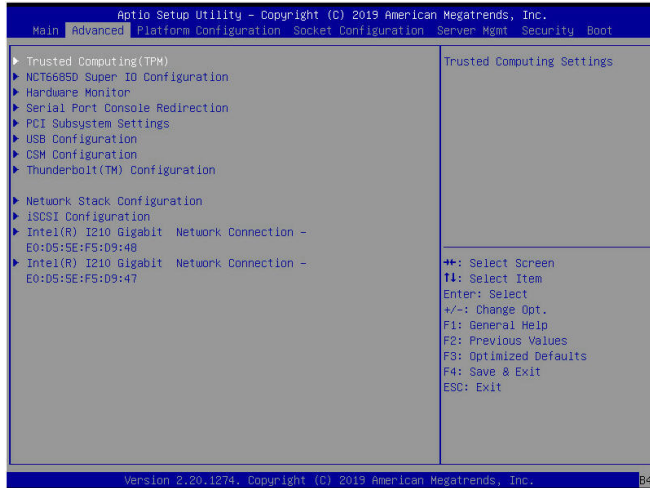 Aptio Setup Utility – Copyright (C) 2019 American Megatrends, Inc.
Main Advanced Platform Configuration Socket Configuration Server Mgmt Security Boot
Trusted Computing(TPM)
NCT6685D Super IO Configuration
Hardware Monitor
Serial Port Console Redirection
PCI Subsystem Settings
USB Configuration
CSM Configuration
Thunderbolt(TM) Configuration
Network Stack Configuration
iSCSI Configuration
Intel(R) I210 Gigabit Network Connection –
E0:D5:5E:F5:D9:48
Intel(R) I210 Gigabit Network Connection –
E0:D5:5E:F5:D9:47
Trusted Computing Settings
→←: Select Screen
↑↓: Select Item
Enter: Select
+/-: Change Opt.
F1: General Help
F2: Previous Values
F3: Optimized Defaults
F4: Save & Exit
ESC: Exit
Version 2.20.1274. Copyright (C) 2019 American Megatrends, Inc.
B4